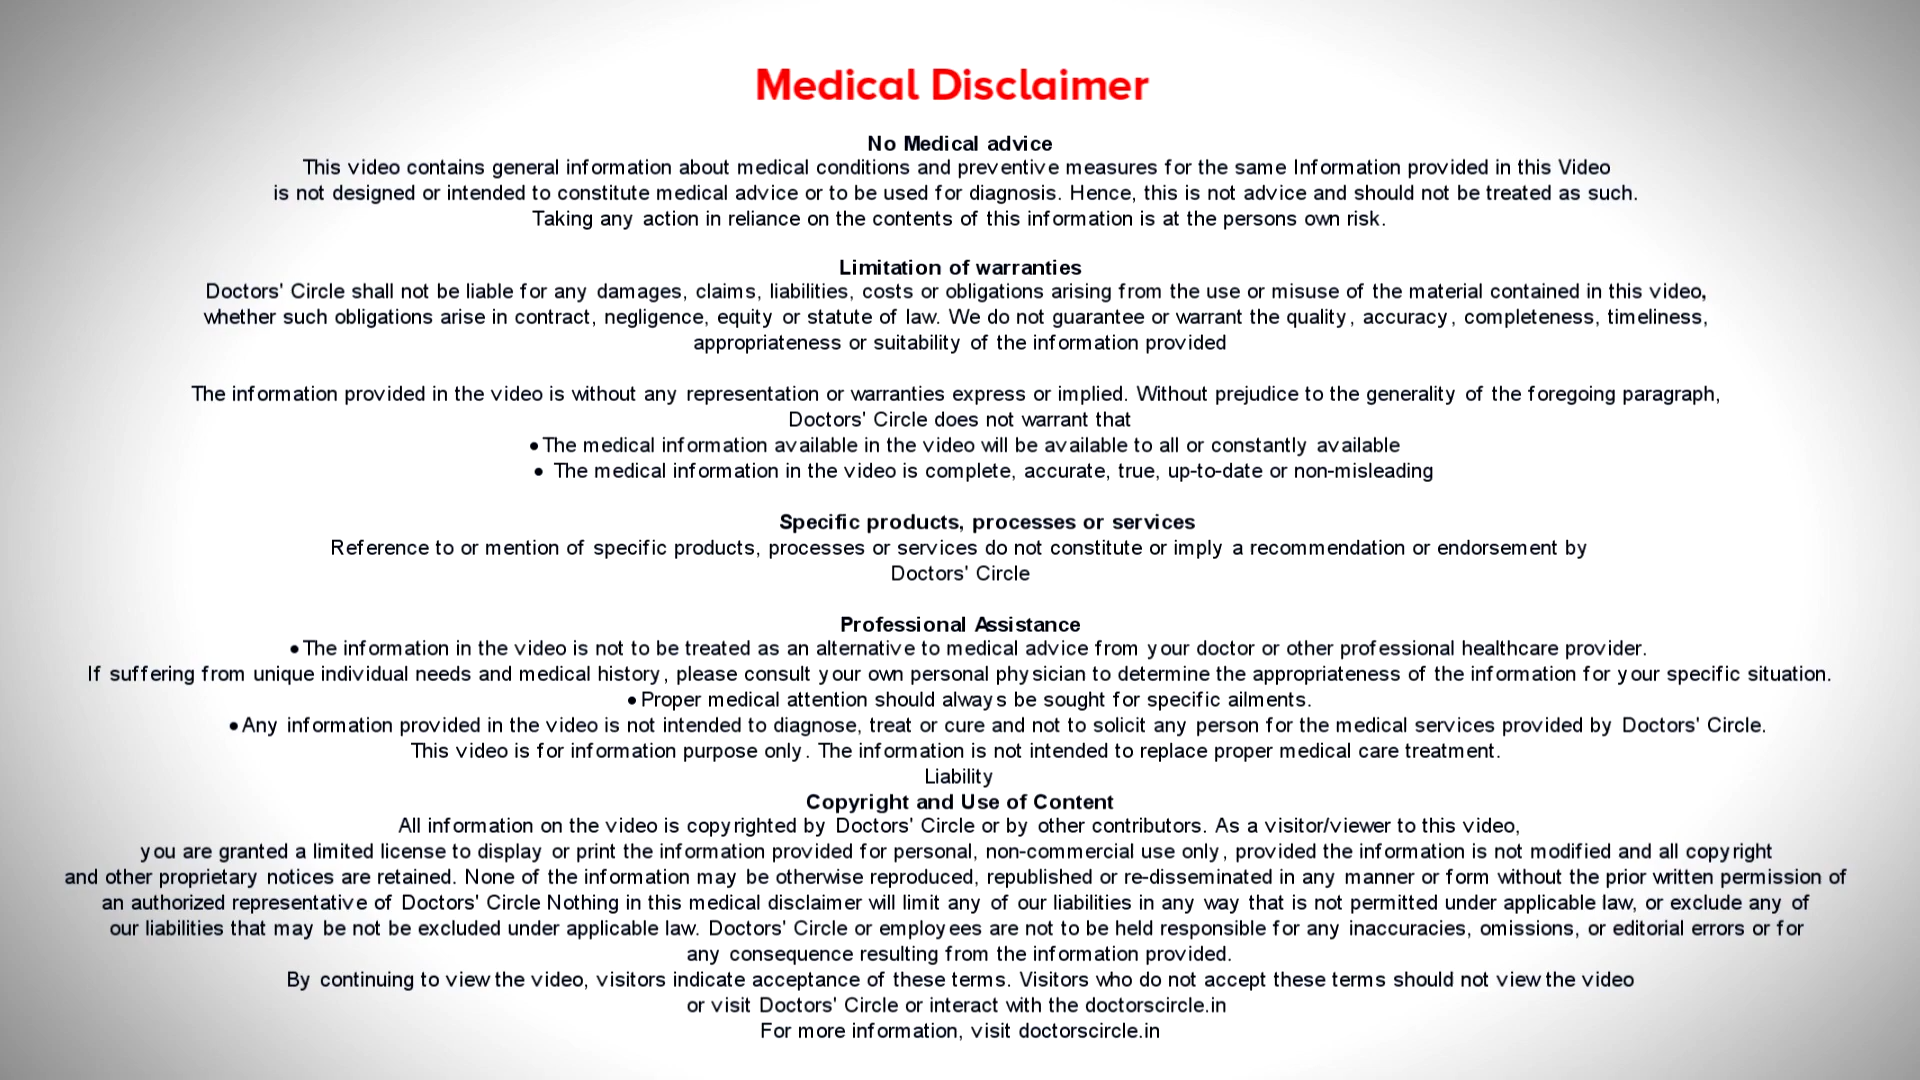 Medical Disclaimer
No Medical advice
This video contains general information about medical conditions and preventive measures for the same Information provided in this Video
is not designed or intended to constitute medical advice or to be used for diagnosis. Hence, this is not advice and should not be treated as such.
Taking any action in reliance on the contents of this information is at the persons own risk.
Limitation of warranties
Doctors' Circle shall not be liable for any damages, claims, liabilities, costs or obligations arising from the use or misuse of the material contained in this video,
whether such obligations arise in contract, negligence, equity or statute of law. We do not guarantee or warrant the quality, accuracy, completeness, timeliness,
appropriateness or suitability of the information provided
The information provided in the video is without any representation or warranties express or implied. Without prejudice to the generality of the foregoing paragraph,
Doctors' Circle does not warrant that
• The medical information available in the video will be available to all or constantly available
• The medical information in the video is complete, accurate, true, up-to-date or non-misleading
Specific products, processes or services
Reference to or mention of specific products, processes or services do not constitute or imply a recommendation or endorsement by
Doctors' Circle
Professional Assistance
• The information in the video is not to be treated as an alternative to medical advice from your doctor or other professional healthcare provider.
If suffering from unique individual needs and medical history, please consult your own personal physician to determine the appropriateness of the information for your specific situation.
• Proper medical attention should always be sought for specific ailments.
• Any information provided in the video is not intended to diagnose, treat or cure and not to solicit any person for the medical services provided by Doctors' Circle.
This video is for information purpose only. The information is not intended to replace proper medical care treatment.
Liability
Copyright and Use of Content
All information on the video is copyrighted by Doctors' Circle or by other contributors. As a visitor/viewer to this video,
you are granted a limited license to display or print the information provided for personal, non-commercial use only, provided the information is not modified and all copyright
and other proprietary notices are retained. None of the information may be otherwise reproduced, republished or re-disseminated in any manner or form without the prior written permission of
an authorized representative of Doctors' Circle Nothing in this medical disclaimer will limit any of our liabilities in any way that is not permitted under applicable law, or exclude any of
our liabilities that may be not be excluded under applicable law. Doctors' Circle or employees are not to be held responsible for any inaccuracies, omissions, or editorial errors or for
any consequence resulting from the information provided.
By continuing to view the video, visitors indicate acceptance of these terms. Visitors who do not accept these terms should not view the video
or visit Doctors' Circle or interact with the doctorscircle.in
For more information, visit doctorscircle.in